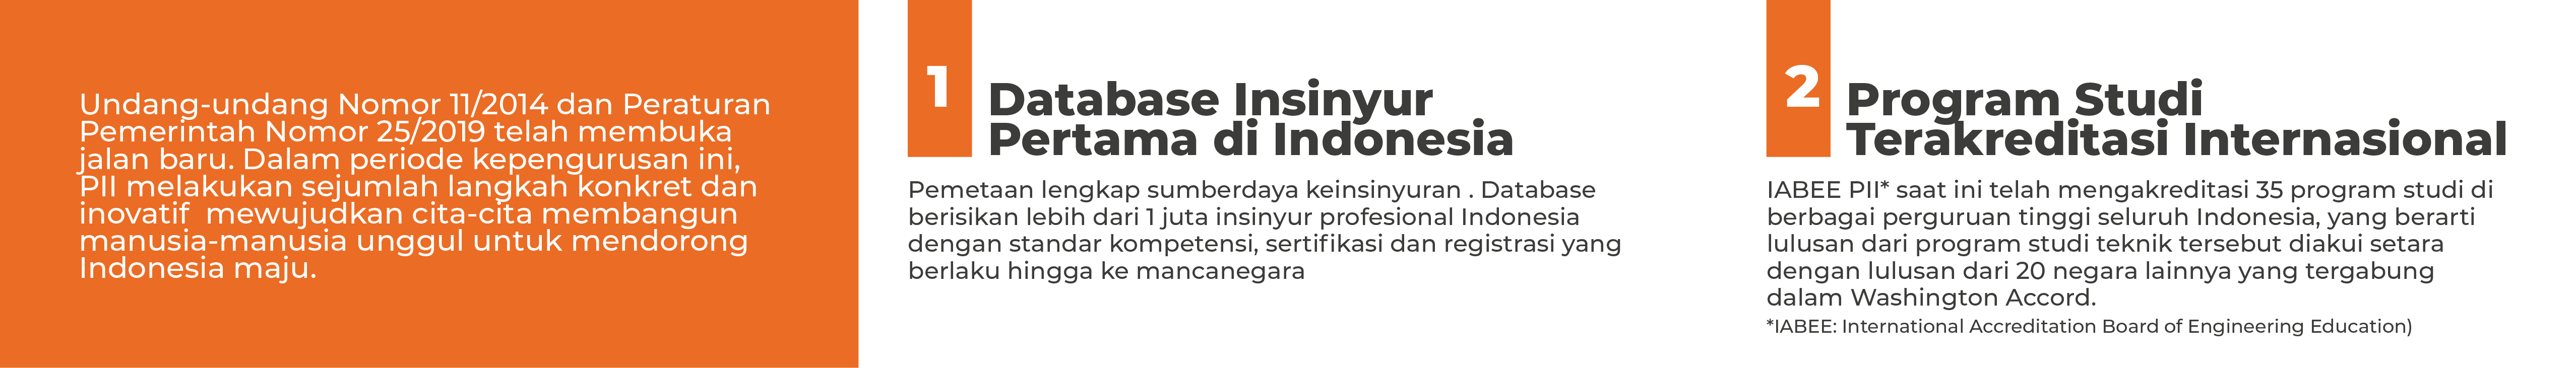 Undang-undang Nomor 11/2014 dan Peraturan
Pemerintah Nomor 25/2019 telah membuka
jalan baru. Dalam periode kepengurusan ini,
PII melakukan sejumlah langkah konkret dan
inovatif  mewujudkan cita-cita membangun
manusia-manusia unggul untuk mendorong
Indonesia maju.
1
Database Insinyur
Pertama di Indonesia
Pemetaan lengkap sumberdaya keinsinyuran . Database
berisikan lebih dari 1 juta insinyur profesional Indonesia
dengan standar kompetensi, sertifikasi dan registrasi yang
berlaku hingga ke mancanegara
2
Program Studi
Terakreditasi Internasional
IABEE PII* saat ini telah mengakreditasi 35 program studi di
berbagai perguruan tinggi seluruh Indonesia, yang berarti
lulusan dari program studi teknik tersebut diakui setara
dengan lulusan dari 20 negara lainnya yang tergabung
dalam Washington Accord.
*IABEE: International Accreditation Board of Engineering Education)